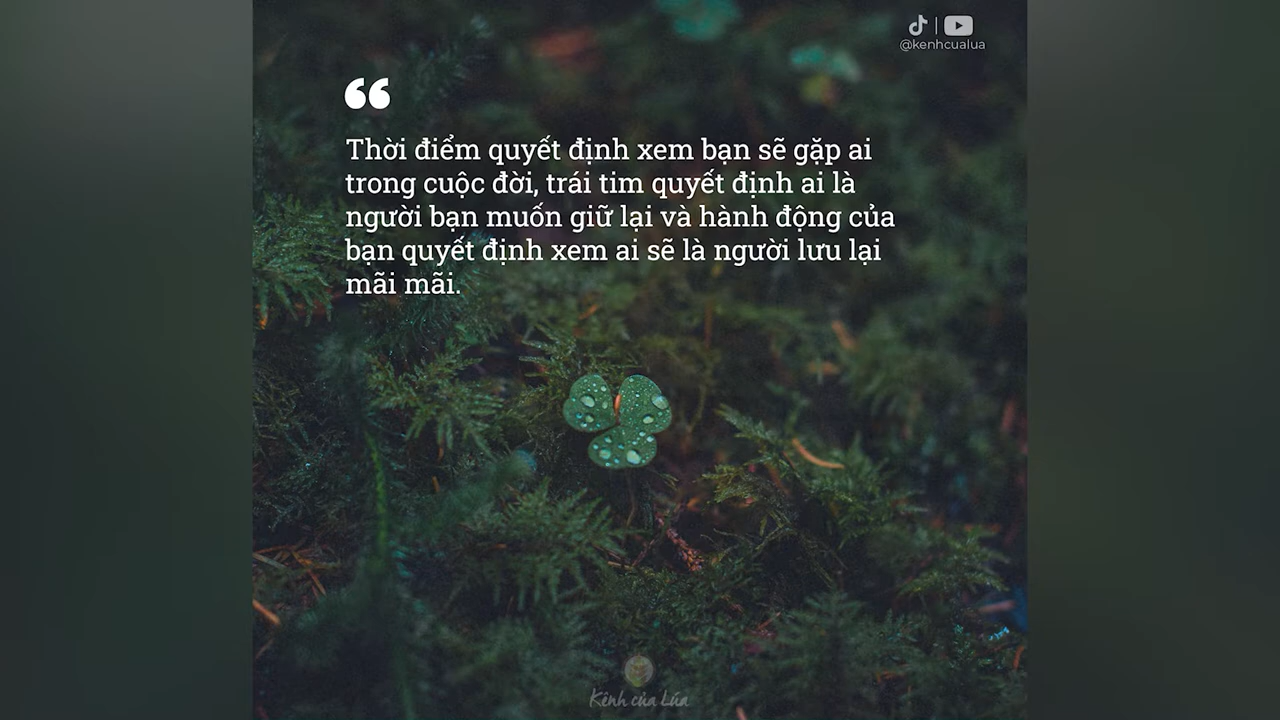 @kenhcualua
“
Thời điểm quyết định xem bạn sẽ gặp ai
trong cuộc đời, trái tim quyết định ai là
người bạn muốn giữ lại và hành động của
bạn quyết định xem ai sẽ là người lưu lại
mãi mãi.
Kênh của Lúa